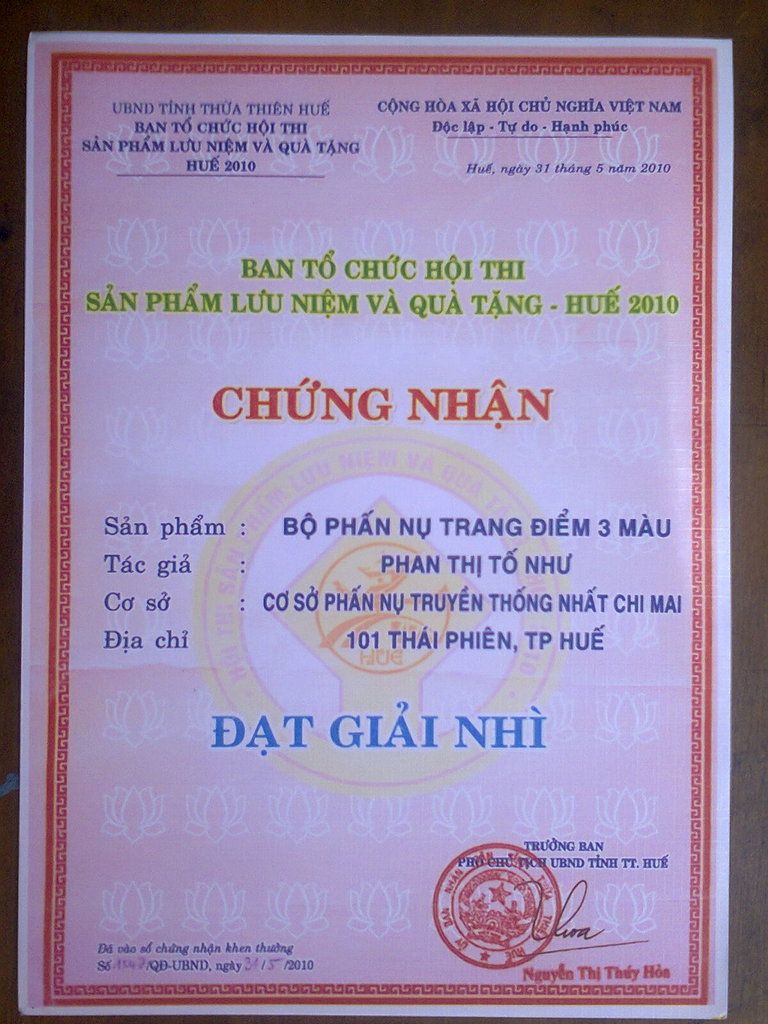 UBND TỈNH THỪA THIÊN HUẾ
BAN TỔ CHỨC HỘI THI
SẢN PHẨM LƯU NIỆM VÀ QUÀ TẶNG
HUẾ 2010
CỘNG HÒA XÃ HỘI CHỦ NGHĨA VIỆT NAM
Độc lập - Tự do - Hạnh phúc
Huế, ngày 31 tháng 5 năm 2010
BAN TỔ CHỨC HỘI THI
SẢN PHẨM LƯU NIỆM VÀ QUÀ TẶNG - HUẾ 2010
CHỨNG NHẬN
Sản phẩm : BỘ PHẤN NỤ TRANG ĐIỂM 3 MÀU
Tác giả : PHAN THỊ TỐ NHƯ
Cơ sở : CƠ SỞ PHẤN NỤ TRUYỀN THỐNG NHẤT CHI MAI
Địa chỉ 101 THÁI PHIÊN, TP HUẾ
HUE
ĐẠT GIẢI NHÌ
TRƯỞNG BAN
PHÓ CHỦ TỊCH UBND TỈNH TT. HUẾ
Đã vào sổ chứng nhận khen thưởng
Số /QĐ-UBND, ngày 31/5/2010
Nguyễn Thị Thúy Hòa